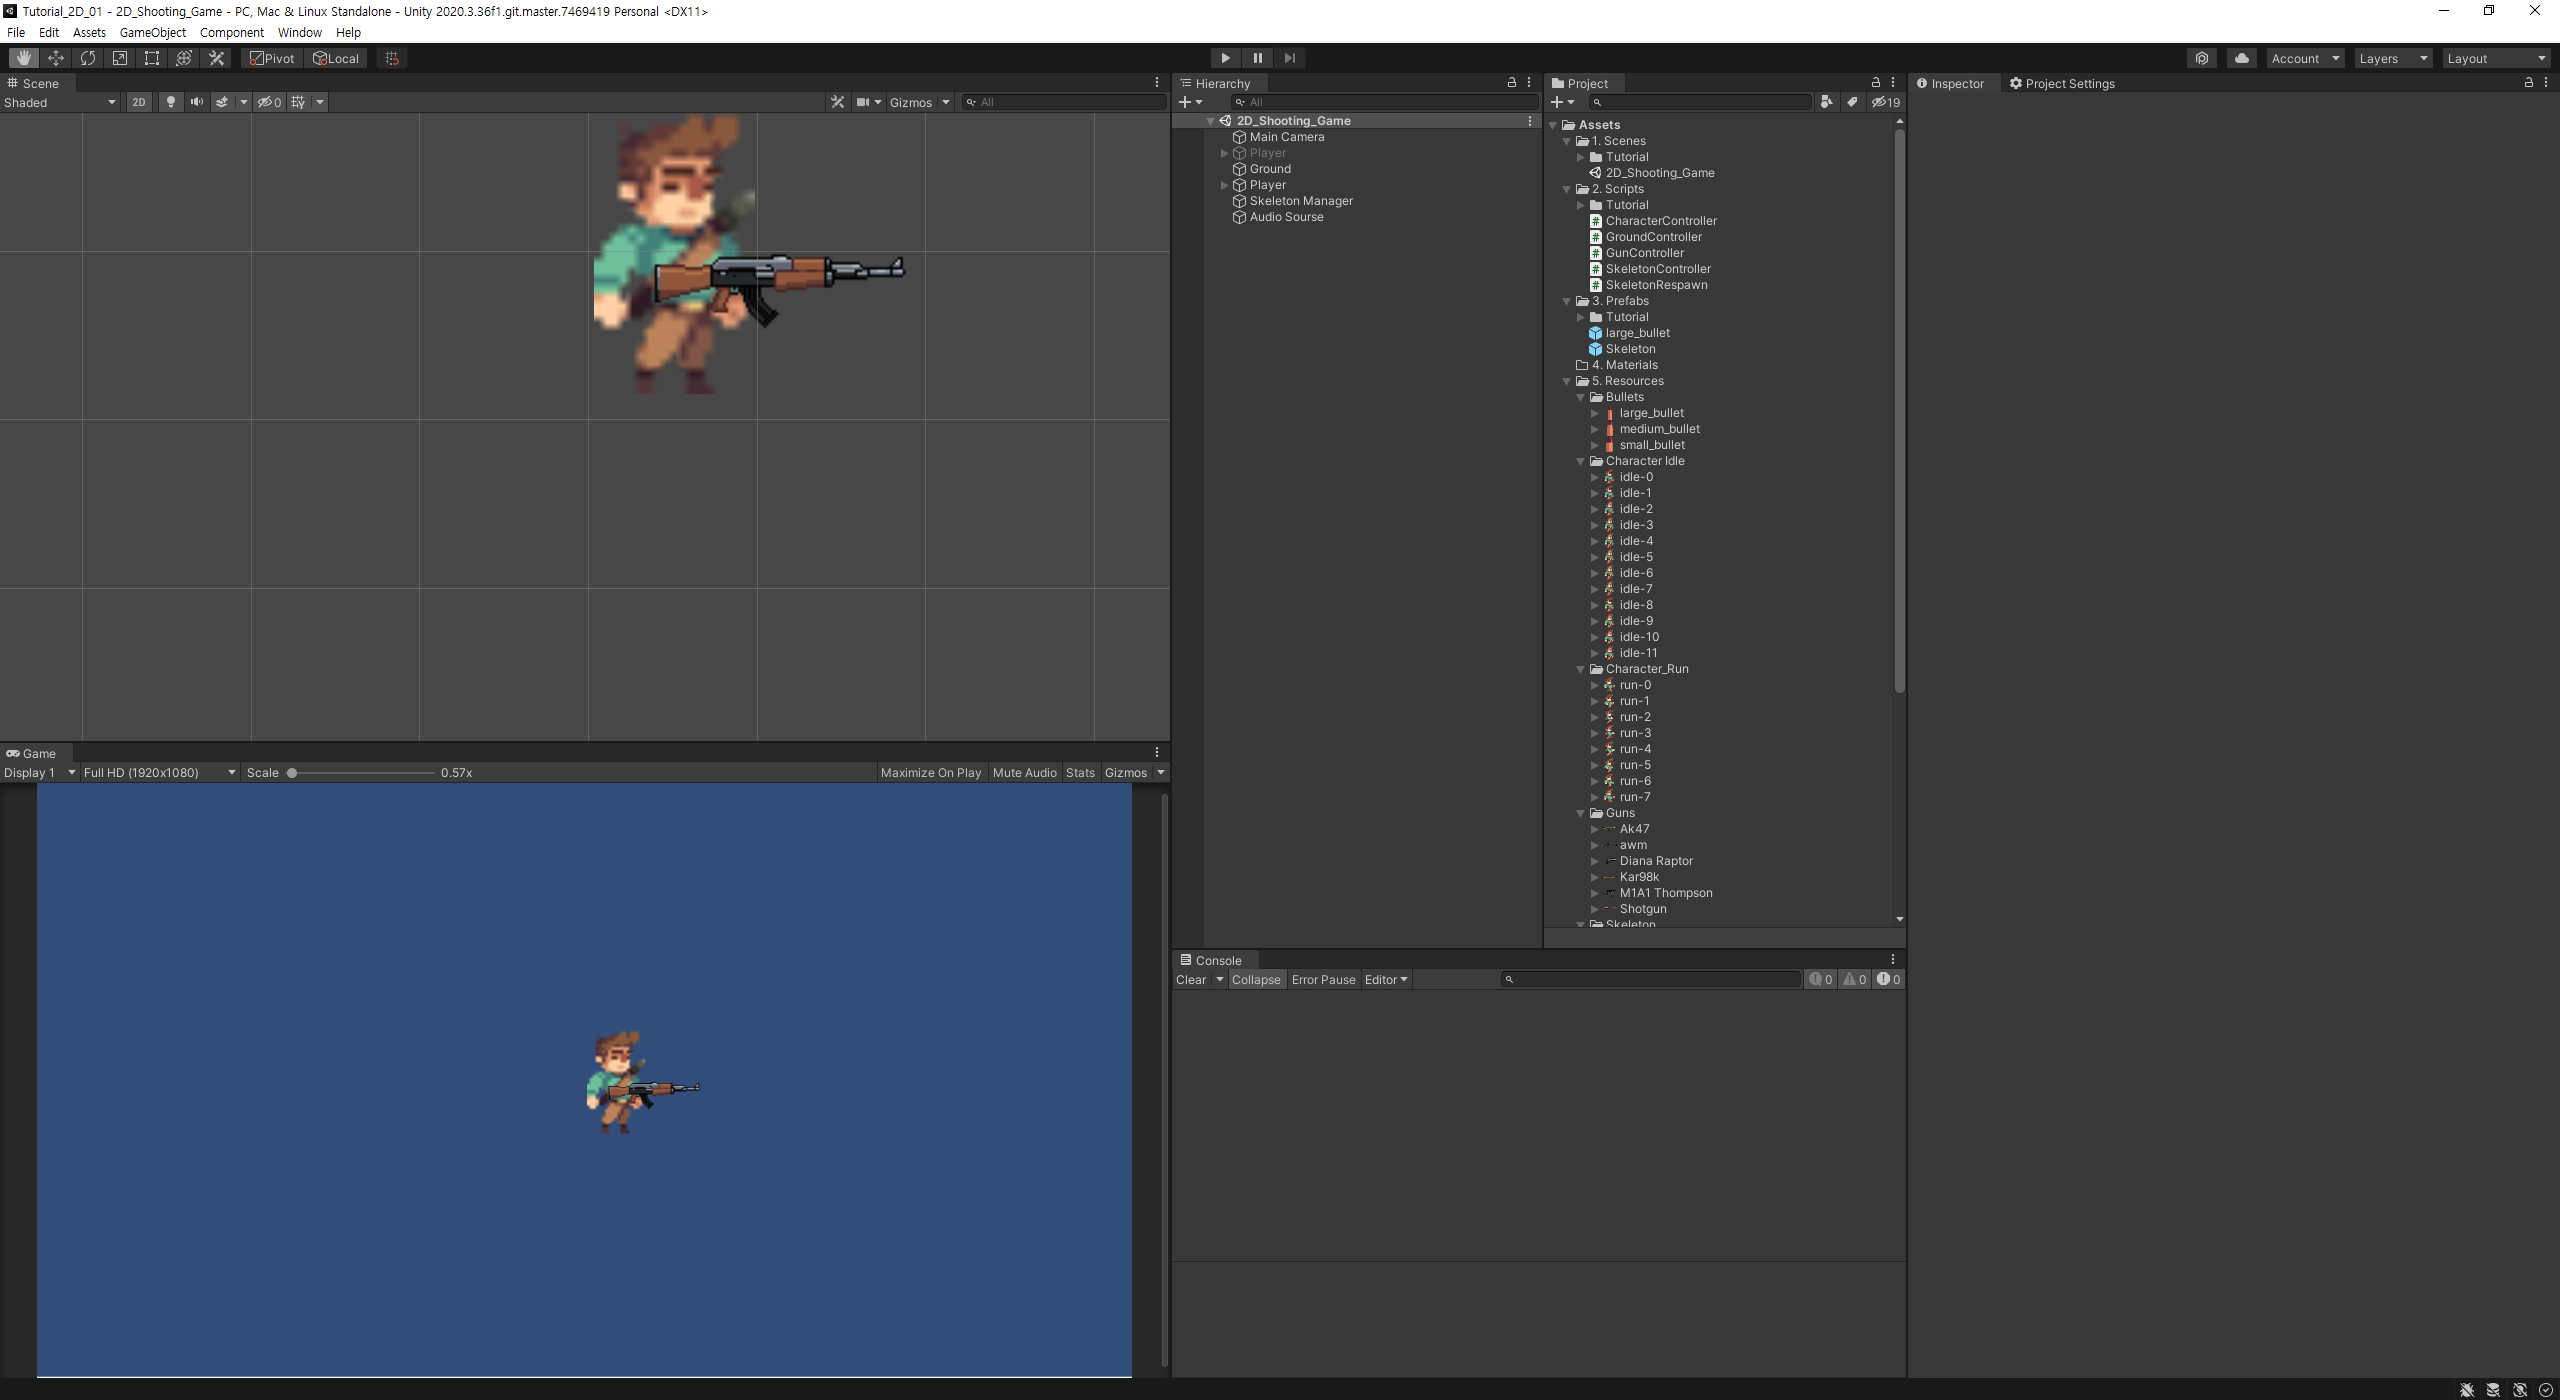 Tutorial_2D_01 - 2D_Shooting_Game - PC, Mac & Linux Standalone - Unity 2020.3.36f1.git.master.7469419 Personal <DX11>
File Edit Assets GameObject Component Window Help
Pivot Local Account Layers Layout
Scene
Shaded 2D 0 Gizmos All
Game
Display 1 Full HD (1920x1080) Scale 0.57x Maximize On Play Mute Audio Stats Gizmos
Hierarchy
All
2D_Shooting_Game
Main Camera
Player
Ground
Player
Skeleton Manager
Audio Sourse
Project
19
Assets
1. Scenes
Tutorial
2D_Shooting_Game
2. Scripts
Tutorial
CharacterController
GroundController
GunController
SkeletonController
SkeletonRespawn
3. Prefabs
Tutorial
large_bullet
Skeleton
4. Materials
5. Resources
Bullets
large_bullet
medium_bullet
small_bullet
Character Idle
idle-0
idle-1
idle-2
idle-3
idle-4
idle-5
idle-6
idle-7
idle-8
idle-9
idle-10
idle-11
Character_Run
run-0
run-1
run-2
run-3
run-4
run-5
run-6
run-7
Guns
Ak47
awm
Diana Raptor
Kar98k
M1A1 Thompson
Shotgun
Skeleton
Console
Clear Collapse Error Pause Editor 0 0 0
Inspector Project Settings